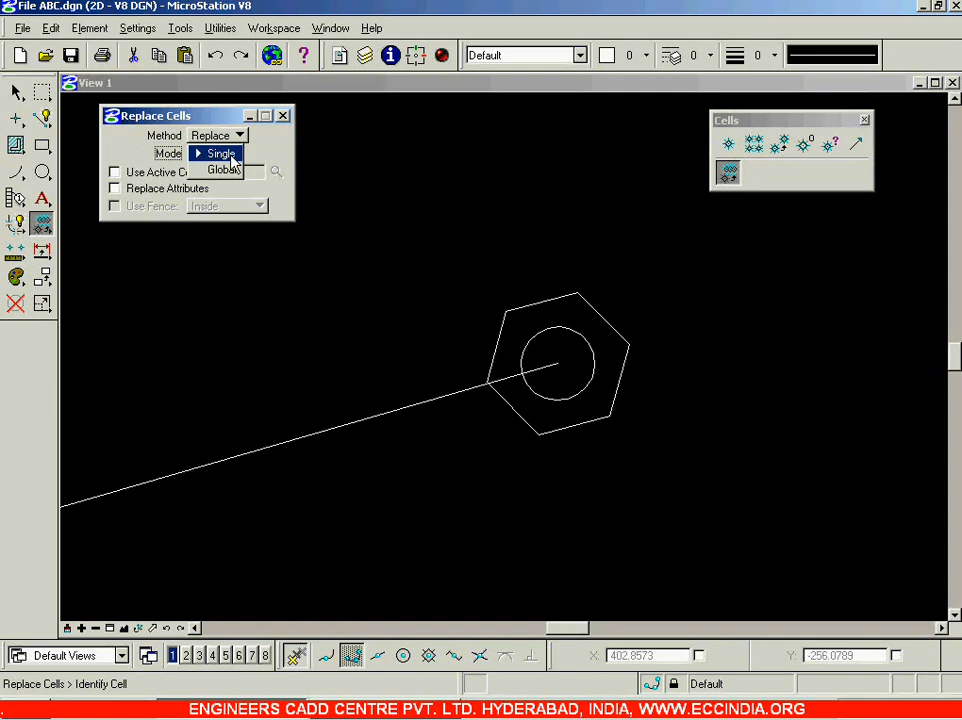 File ABC.dgn (2D - V8 DGN) - MicroStation V8
File Edit Element Settings Tools Utilities Workspace Window Help
Default 0 0 0
View 1
Replace Cells
Method Replace
Mode Single
Global
Use Active Ce
Replace Attributes
Use Fence: Inside
Cells
Default Views 1 2 3 4 5 6 7 8 X: 402.8573 Y: -256.0789
Replace Cells > Identify Cell Default
ENGINEERS CADD CENTRE PVT. LTD. HYDERABAD, INDIA, WWW.ECCINDIA.ORG